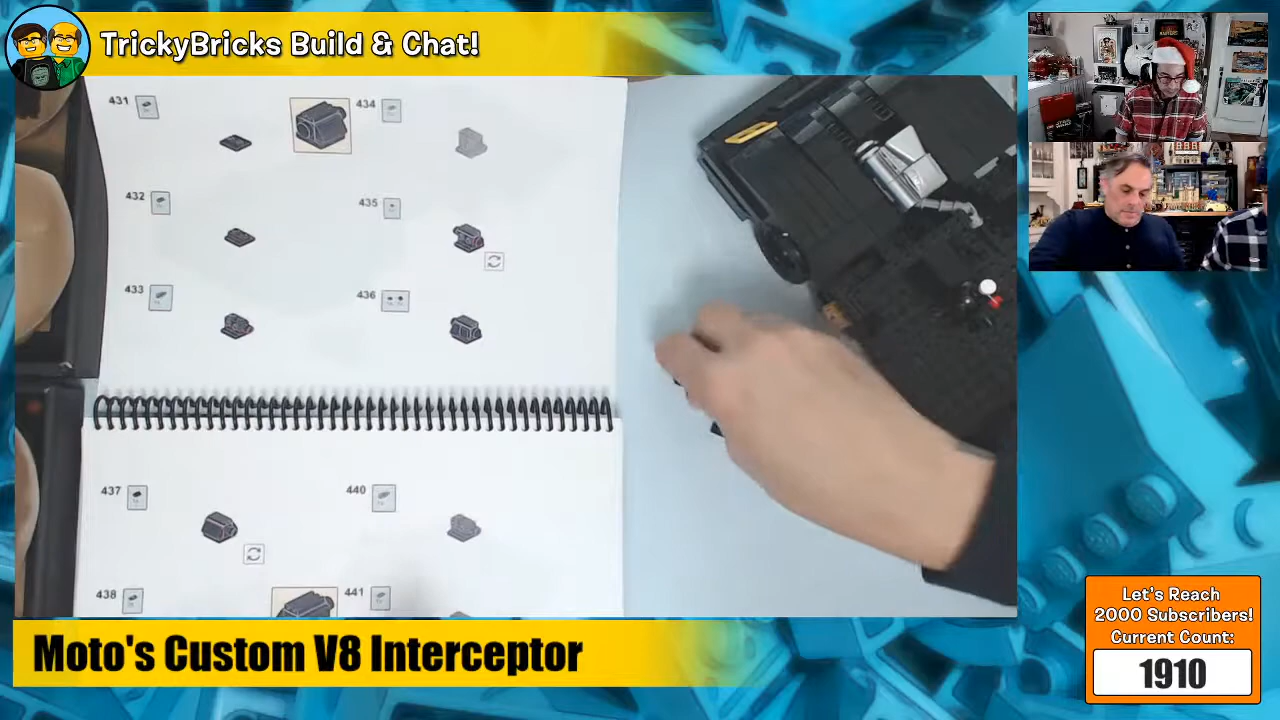 TrickyBricks Build & Chat!
431
434
432
435
433
436
437
440
438
441
Moto's Custom V8 Interceptor
Let's Reach
2000 Subscribers!
Current Count:
1910